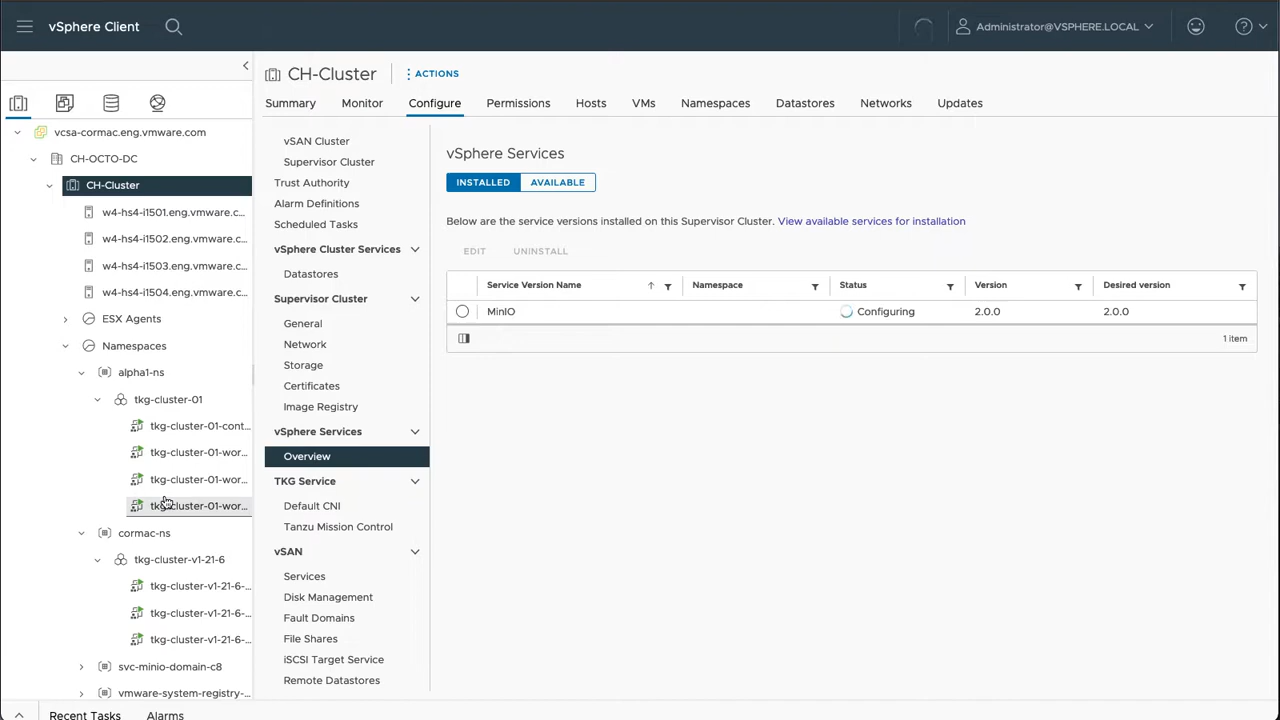 vSphere Client
Administrator@VSPHERE.LOCAL
CH-Cluster
ACTIONS
Summary
Monitor
Configure
Permissions
Hosts
VMs
Namespaces
Datastores
Networks
Updates
vcsa-cormac.eng.vmware.com
CH-OCTO-DC
CH-Cluster
w4-hs4-i1501.eng.vmware.c...
w4-hs4-i1502.eng.vmware.c...
w4-hs4-i1503.eng.vmware.c...
w4-hs4-i1504.eng.vmware.c...
ESX Agents
Namespaces
alpha1-ns
tkg-cluster-01
tkg-cluster-01-cont...
tkg-cluster-01-wor...
tkg-cluster-01-wor...
tkg-cluster-01-wor...
cormac-ns
tkg-cluster-v1-21-6
tkg-cluster-v1-21-6-...
tkg-cluster-v1-21-6-...
tkg-cluster-v1-21-6-...
svc-minio-domain-c8
vmware-system-registry-...
vSAN Cluster
Supervisor Cluster
Trust Authority
Alarm Definitions
Scheduled Tasks
vSphere Cluster Services
Datastores
Supervisor Cluster
General
Network
Storage
Certificates
Image Registry
vSphere Services
Overview
TKG Service
Default CNI
Tanzu Mission Control
vSAN
Services
Disk Management
Fault Domains
File Shares
iSCSI Target Service
Remote Datastores
vSphere Services
INSTALLED
AVAILABLE
Below are the service versions installed on this Supervisor Cluster. View available services for installation
EDIT
UNINSTALL
Service Version Name
Namespace
Status
Version
Desired version
MinIO
Configuring
2.0.0
2.0.0
1 item
Recent Tasks
Alarms